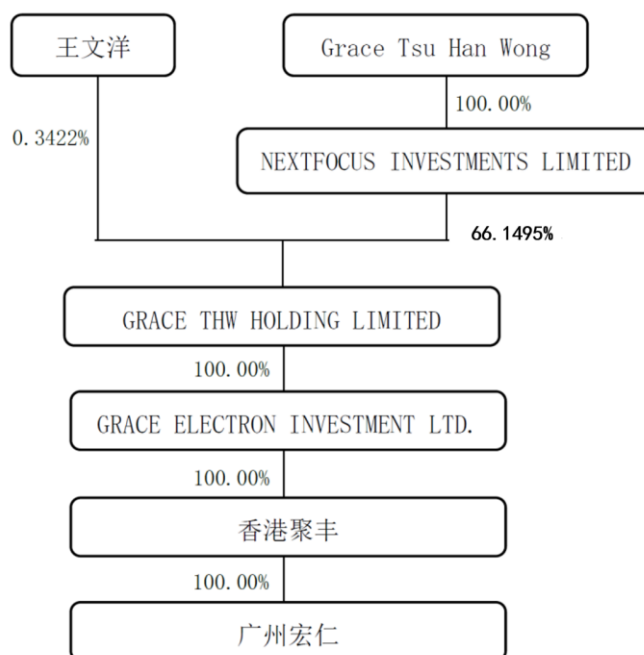 王文洋
Grace Tsu Han Wong
100.00%
0.3422%
NEXTFOCUS INVESTMENTS LIMITED
66.1495%
GRACE THW HOLDING LIMITED
100.00%
GRACE ELECTRON INVESTMENT LTD.
100.00%
香港聚丰
100.00%
广州宏仁